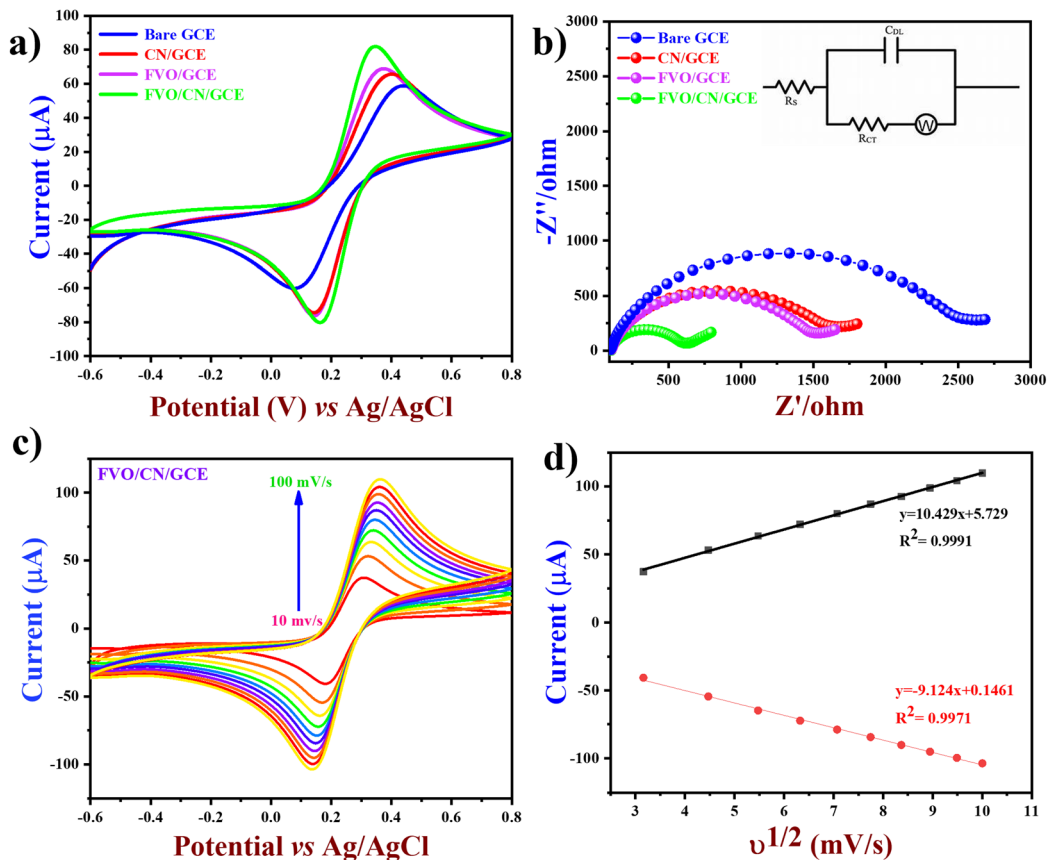 a)
Bare GCE
CN/GCE
FVO/GCE
FVO/CN/GCE
100
80
60
40
20
0
-20
-40
-60
-80
-100
-0.6
-0.4
-0.2
0.0
0.2
0.4
0.6
0.8
Current (μA)
Potential (V) vs Ag/AgCl
b)
Bare GCE
CN/GCE
FVO/GCE
FVO/CN/GCE
CDL
RS
RCT
W
3000
2500
2000
1500
1000
500
0
500
1000
1500
2000
2500
3000
-Z''/ohm
Z'/ohm
c)
FVO/CN/GCE
100 mV/s
10 mv/s
100
50
0
-50
-100
-0.6
-0.4
-0.2
0.0
0.2
0.4
0.6
0.8
Current (μA)
Potential vs Ag/AgCl
d)
y=10.429x+5.729
R2= 0.9991
y=-9.124x+0.1461
R2= 0.9971
100
50
0
-50
-100
3
4
5
6
7
8
9
10
11
Current (μA)
υ1/2 (mV/s)